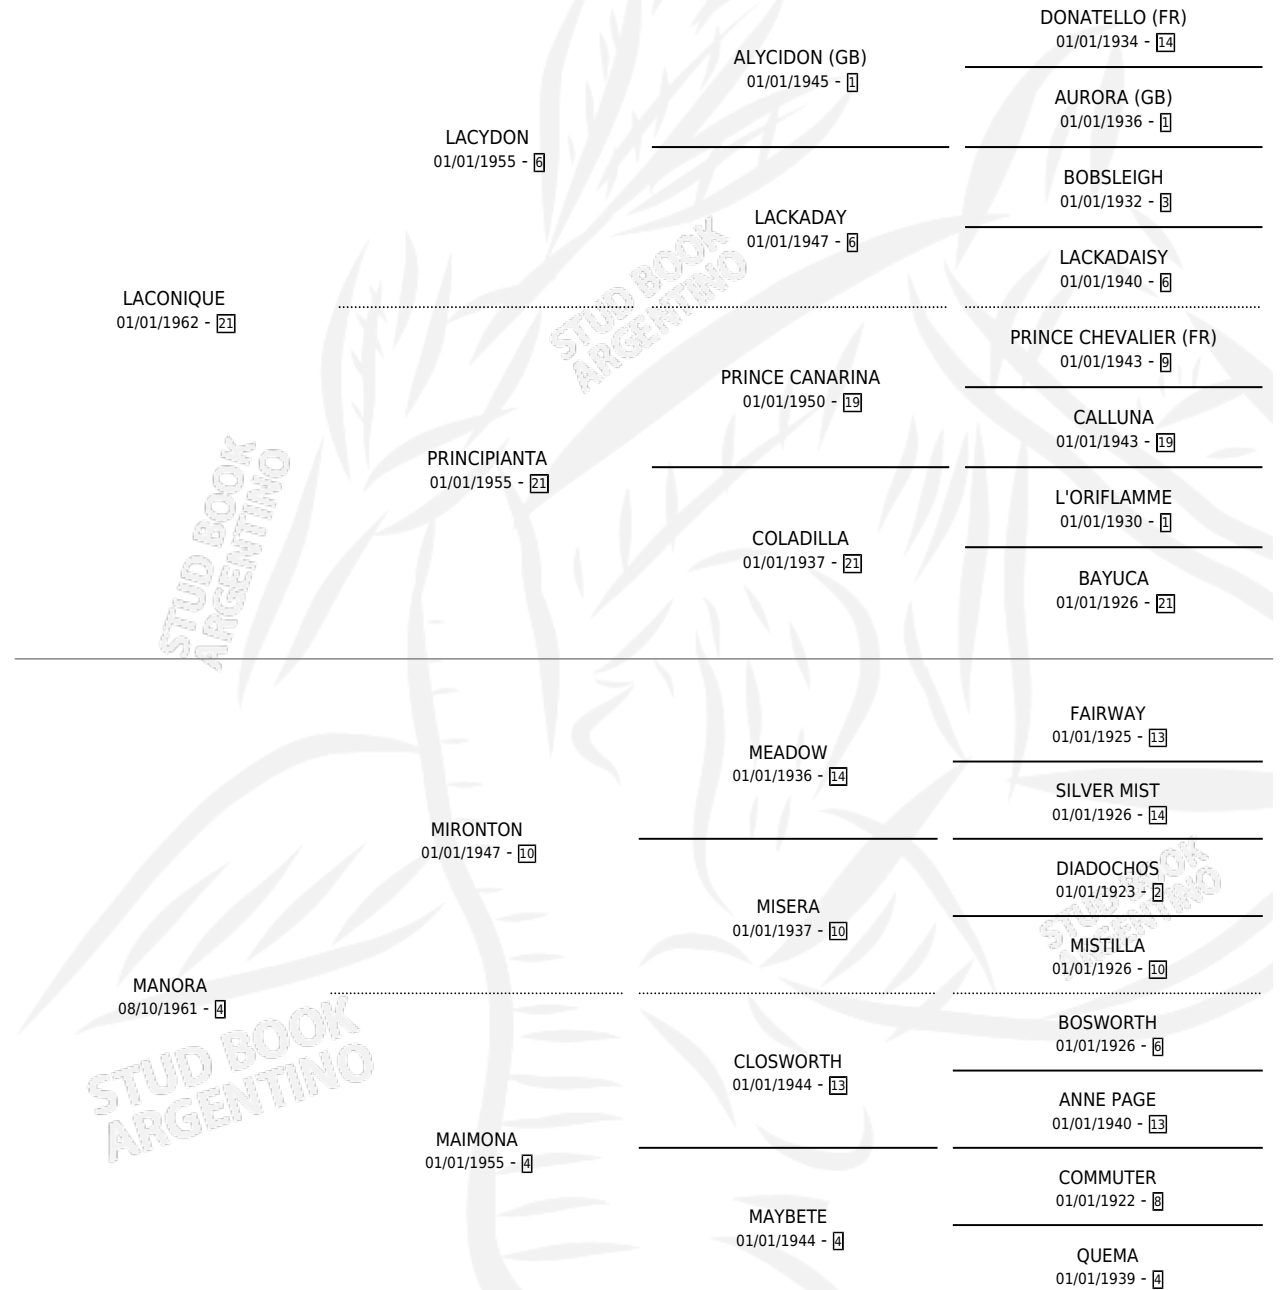 DONATELLO (FR)
01/01/1934 - 14
ALYCIDON (GB)
01/01/1945 - 1
AURORA (GB)
01/01/1936 - 1
LACYDON
01/01/1955 - 6
BOBSLEIGH
01/01/1932 - 3
LACKADAY
01/01/1947 - 6
LACKADAISY
01/01/1940 - 6
LACONIQUE
01/01/1962 - 21
PRINCE CHEVALIER (FR)
01/01/1943 - 9
PRINCE CANARINA
01/01/1950 - 19
CALLUNA
01/01/1943 - 19
PRINCIPIANTA
01/01/1955 - 21
L'ORIFLAMME
01/01/1930 - 1
COLADILLA
01/01/1937 - 21
BAYUCA
01/01/1926 - 21
FAIRWAY
01/01/1925 - 13
MEADOW
01/01/1936 - 14
SILVER MIST
01/01/1926 - 14
MIRONTON
01/01/1947 - 10
DIADOCHOS
01/01/1923 - 2
MISERA
01/01/1937 - 10
MISTILLA
01/01/1926 - 10
MANORA
08/10/1961 - 4
BOSWORTH
01/01/1926 - 6
CLOSWORTH
01/01/1944 - 13
ANNE PAGE
01/01/1940 - 13
MAIMONA
01/01/1955 - 4
COMMUTER
01/01/1922 - 8
MAYBETE
01/01/1944 - 4
QUEMA
01/01/1939 - 4
STUD BOOK
ARGENTINO
STUD BOOK
ARGENTINO
STUD BOOK
ARGENTINO
STUD BOOK
ARGENTINO